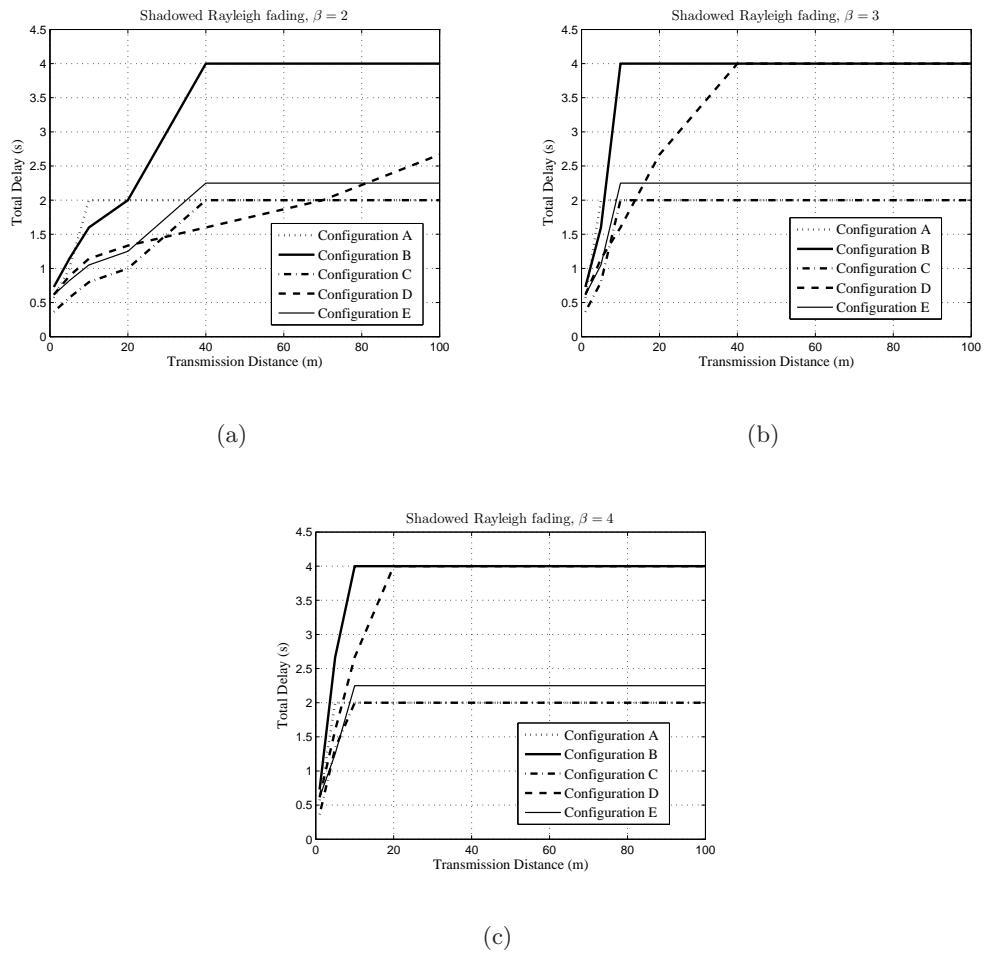 Shadowed Rayleigh fading, β = 2
4.5
4
3.5
3
2.5
2
1.5
1
0.5
0
Total Delay (s)
Configuration A
Configuration B
Configuration C
Configuration D
Configuration E
0 20 40 60 80 100
Transmission Distance (m)
(a)
Shadowed Rayleigh fading, β = 3
4.5
4
3.5
3
2.5
2
1.5
1
0.5
0
Total Delay (s)
Configuration A
Configuration B
Configuration C
Configuration D
Configuration E
0 20 40 60 80 100
Transmission Distance (m)
(b)
Shadowed Rayleigh fading, β = 4
4.5
4
3.5
3
2.5
2
1.5
1
0.5
0
Total Delay (s)
Configuration A
Configuration B
Configuration C
Configuration D
Configuration E
0 20 40 60 80 100
Transmission Distance (m)
(c)